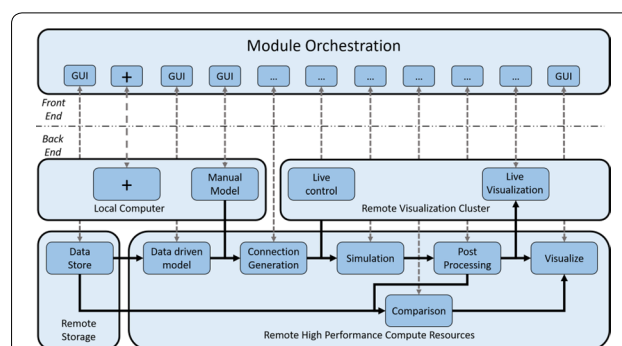 Module Orchestration
GUI
+
GUI
GUI
...
...
...
...
...
...
GUI
Front
End
Back
End
+
Local Computer
Manual
Model
Live
control
Live
Visualization
Remote Visualization Cluster
Data
Store
Data driven
model
Connection
Generation
Simulation
Post
Processing
Visualize
Comparison
Remote
Storage
Remote High Performance Compute Resources